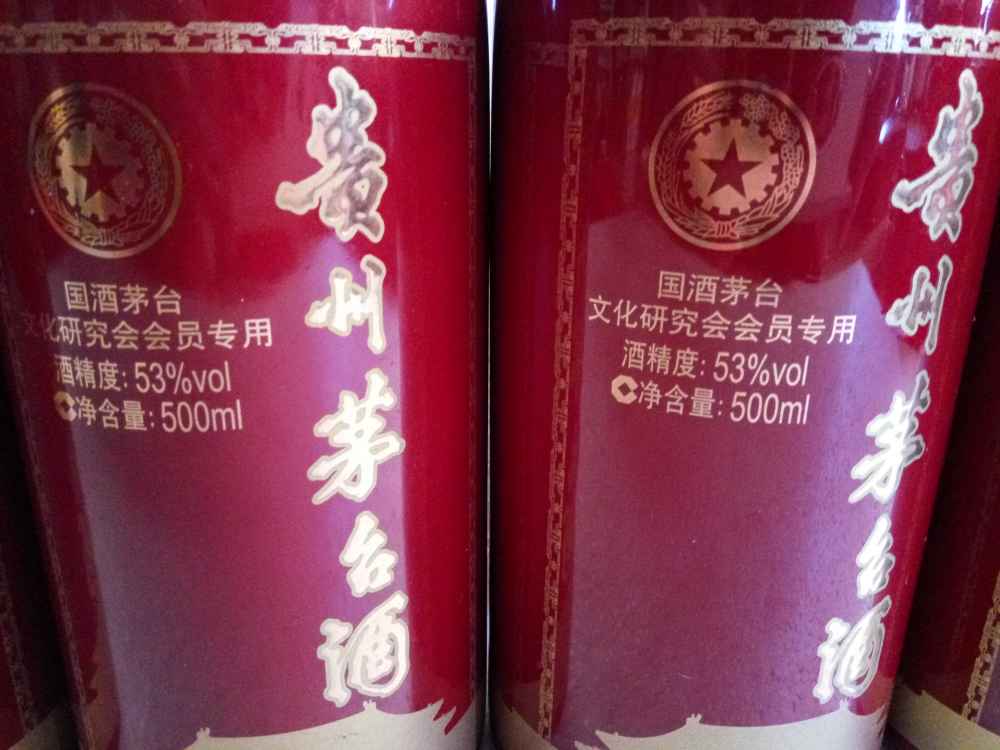 国酒茅台
文化研究会会员专用
酒精度:53%vol
净含量:500ml
贵州茅台酒
国酒茅台
文化研究会会员专用
酒精度:53%vol
净含量:500ml
贵州茅台酒